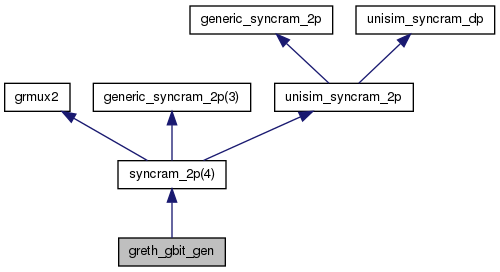 generic_syncram_2p
unisim_syncram_dp
grmux2
generic_syncram_2p(3)
unisim_syncram_2p
syncram_2p(4)
greth_gbit_gen